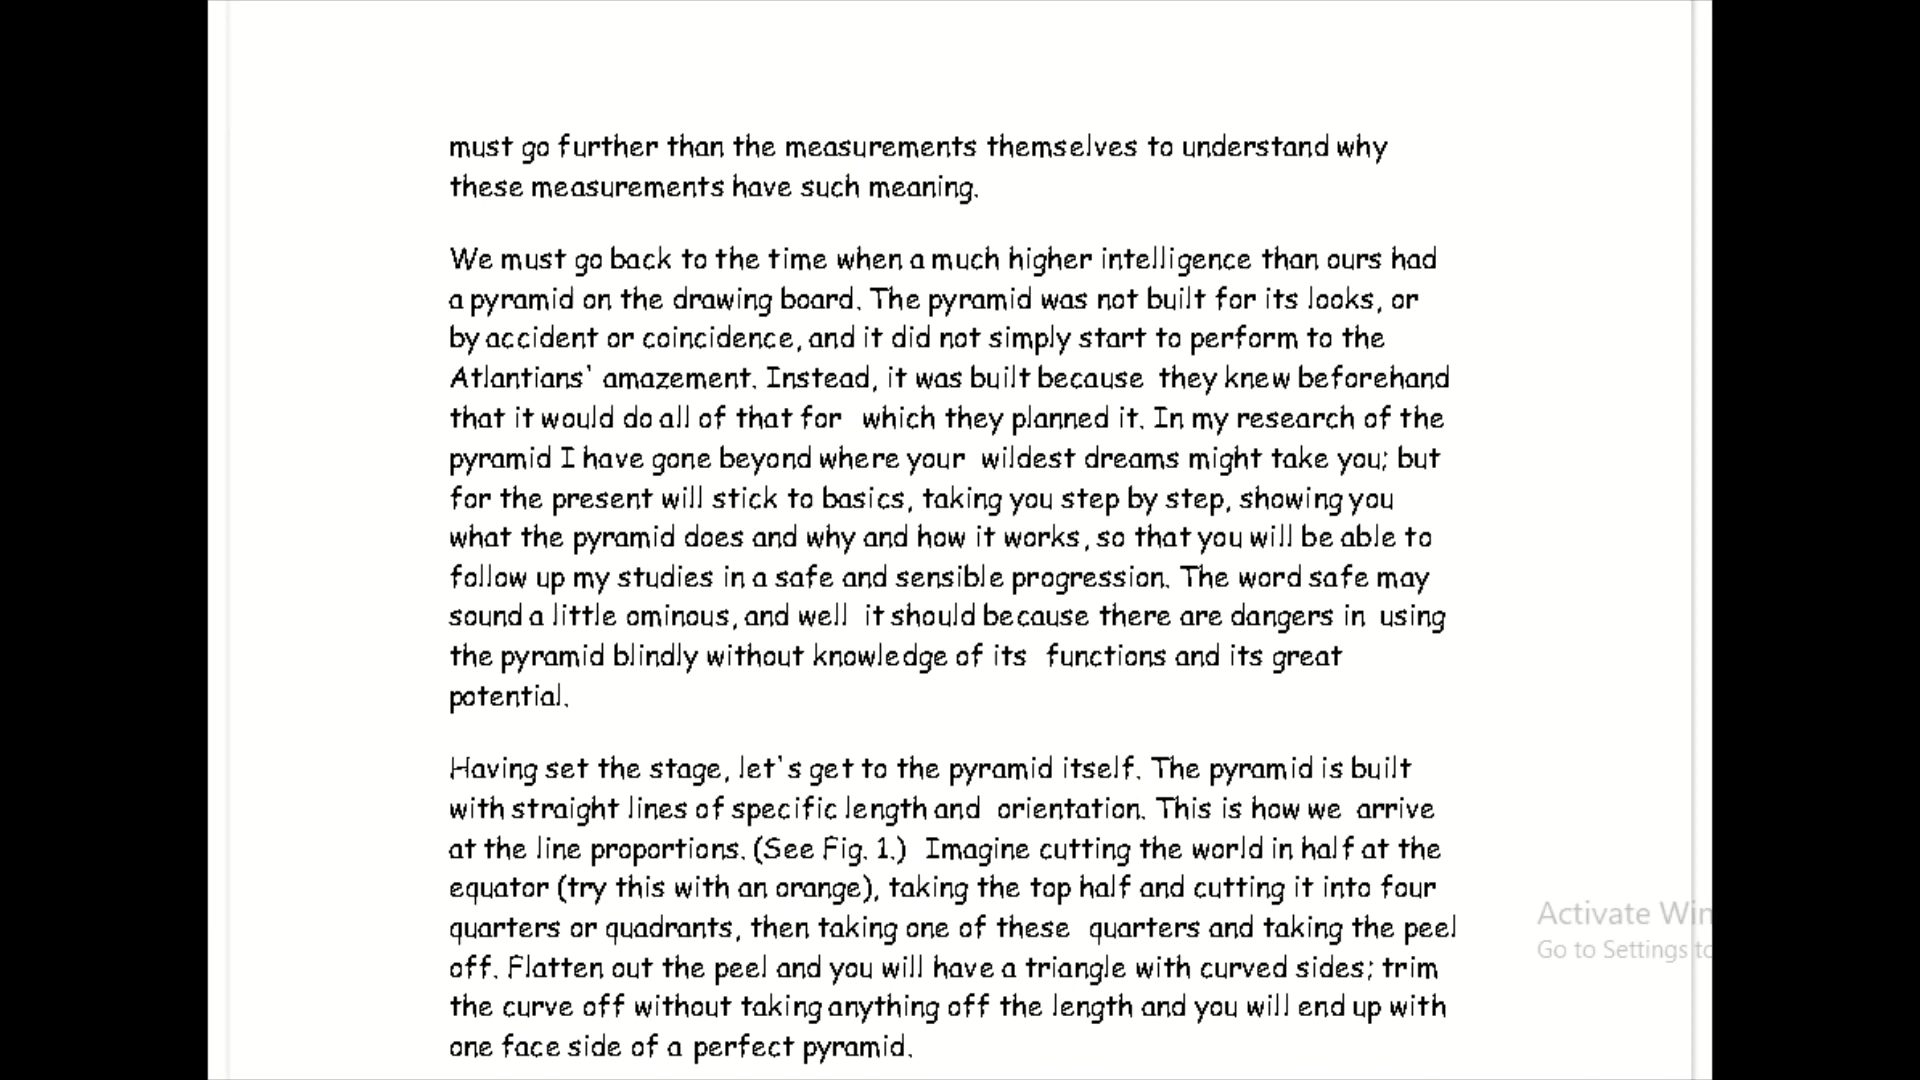 must go further than the measurements themselves to understand why
these measurements have such meaning.
We must go back to the time when a much higher intelligence than ours had
a pyramid on the drawing board. The pyramid was not built for its looks, or
by accident or coincidence, and it did not simply start to perform to the
Atlantians' amazement. Instead, it was built because they knew beforehand
that it would do all of that for which they planned it. In my research of the
pyramid I have gone beyond where your wildest dreams might take you; but
for the present will stick to basics, taking you step by step, showing you
what the pyramid does and why and how it works, so that you will be able to
follow up my studies in a safe and sensible progression. The word safe may
sound a little ominous, and well it should because there are dangers in using
the pyramid blindly without knowledge of its functions and its great
potential.
Having set the stage, let's get to the pyramid itself. The pyramid is built
with straight lines of specific length and orientation. This is how we arrive
at the line proportions. (See Fig. 1.) Imagine cutting the world in half at the
equator (try this with an orange), taking the top half and cutting it into four
quarters or quadrants, then taking one of these quarters and taking the peel
off. Flatten out the peel and you will have a triangle with curved sides; trim
the curve off without taking anything off the length and you will end up with
one face side of a perfect pyramid.
Activate Win
Go to Settings to